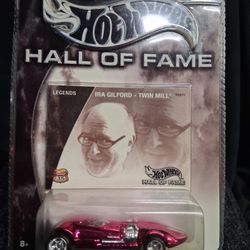 Hot Wheels
HALL OF FAME
LEGENDS
IRA GILFORD - TWIN MILL
Hot Wheels
HALL OF FAME
8+